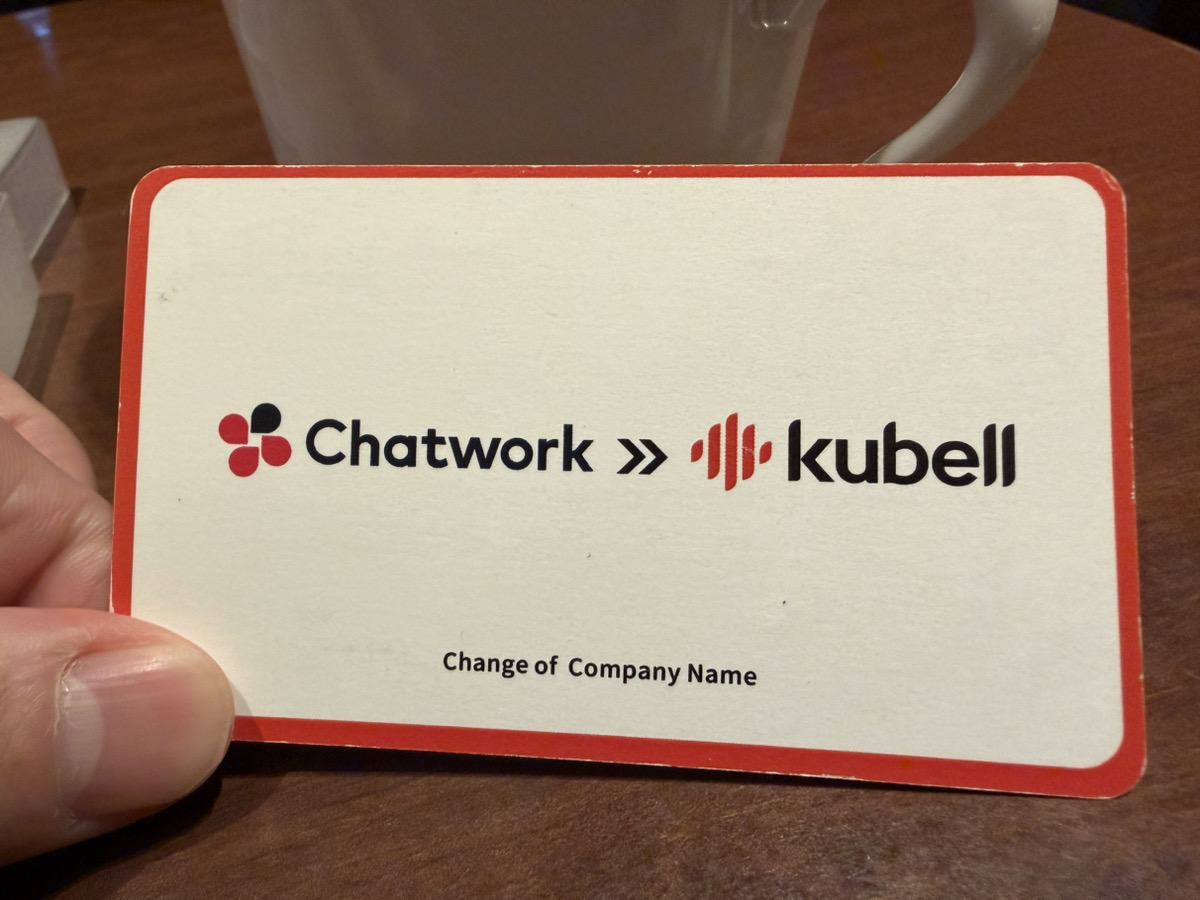 Chatwork » kubell
Change of Company Name